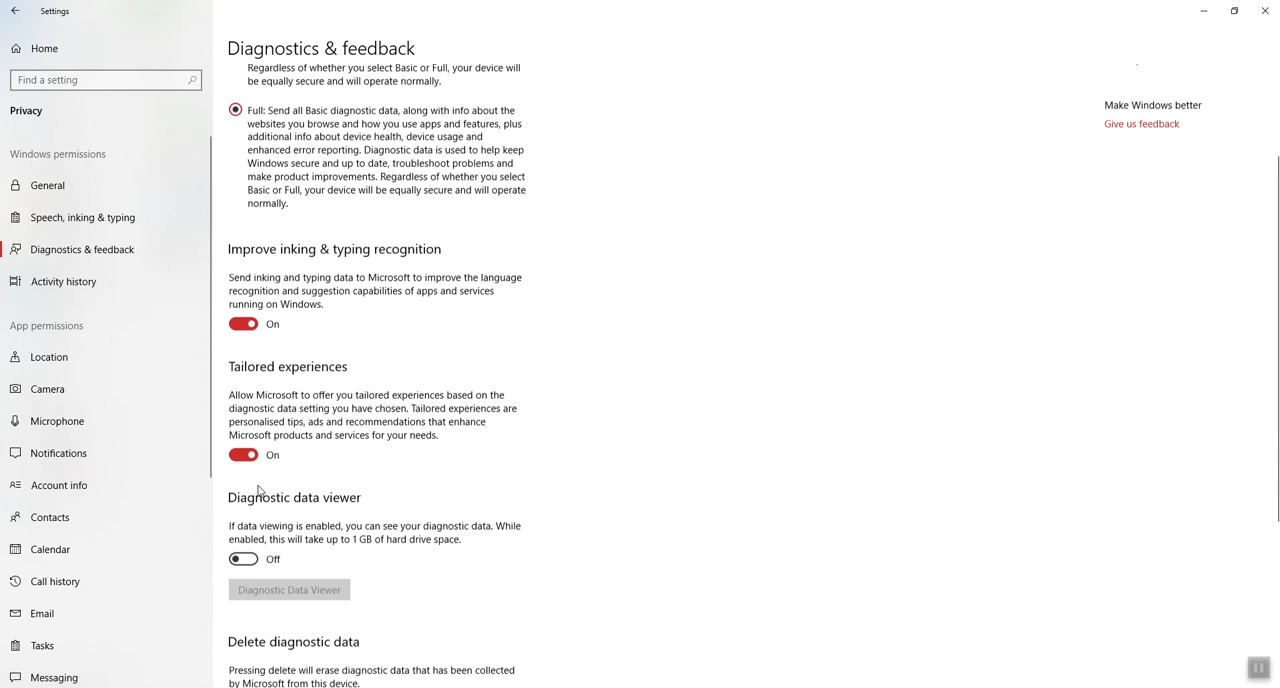 Settings
Home
Find a setting
Privacy
Windows permissions
General
Speech, inking & typing
Diagnostics & feedback
Activity history
App permissions
Location
Camera
Microphone
Notifications
Account info
Contacts
Calendar
Call history
Email
Tasks
Messaging
Diagnostics & feedback
Regardless of whether you select Basic or Full, your device will
be equally secure and will operate normally.
Full: Send all Basic diagnostic data, along with info about the
websites you browse and how you use apps and features, plus
additional info about device health, device usage and
enhanced error reporting. Diagnostic data is used to help keep
Windows secure and up to date, troubleshoot problems and
make product improvements. Regardless of whether you select
Basic or Full, your device will be equally secure and will operate
normally.
Improve inking & typing recognition
Send inking and typing data to Microsoft to improve the language
recognition and suggestion capabilities of apps and services
running on Windows.
On
Tailored experiences
Allow Microsoft to offer you tailored experiences based on the
diagnostic data setting you have chosen. Tailored experiences are
personalised tips, ads and recommendations that enhance
Microsoft products and services for your needs.
On
Diagnostic data viewer
If data viewing is enabled, you can see your diagnostic data. While
enabled, this will take up to 1 GB of hard drive space.
Off
Diagnostic Data Viewer
Delete diagnostic data
Pressing delete will erase diagnostic data that has been collected
by Microsoft from this device.
Make Windows better
Give us feedback